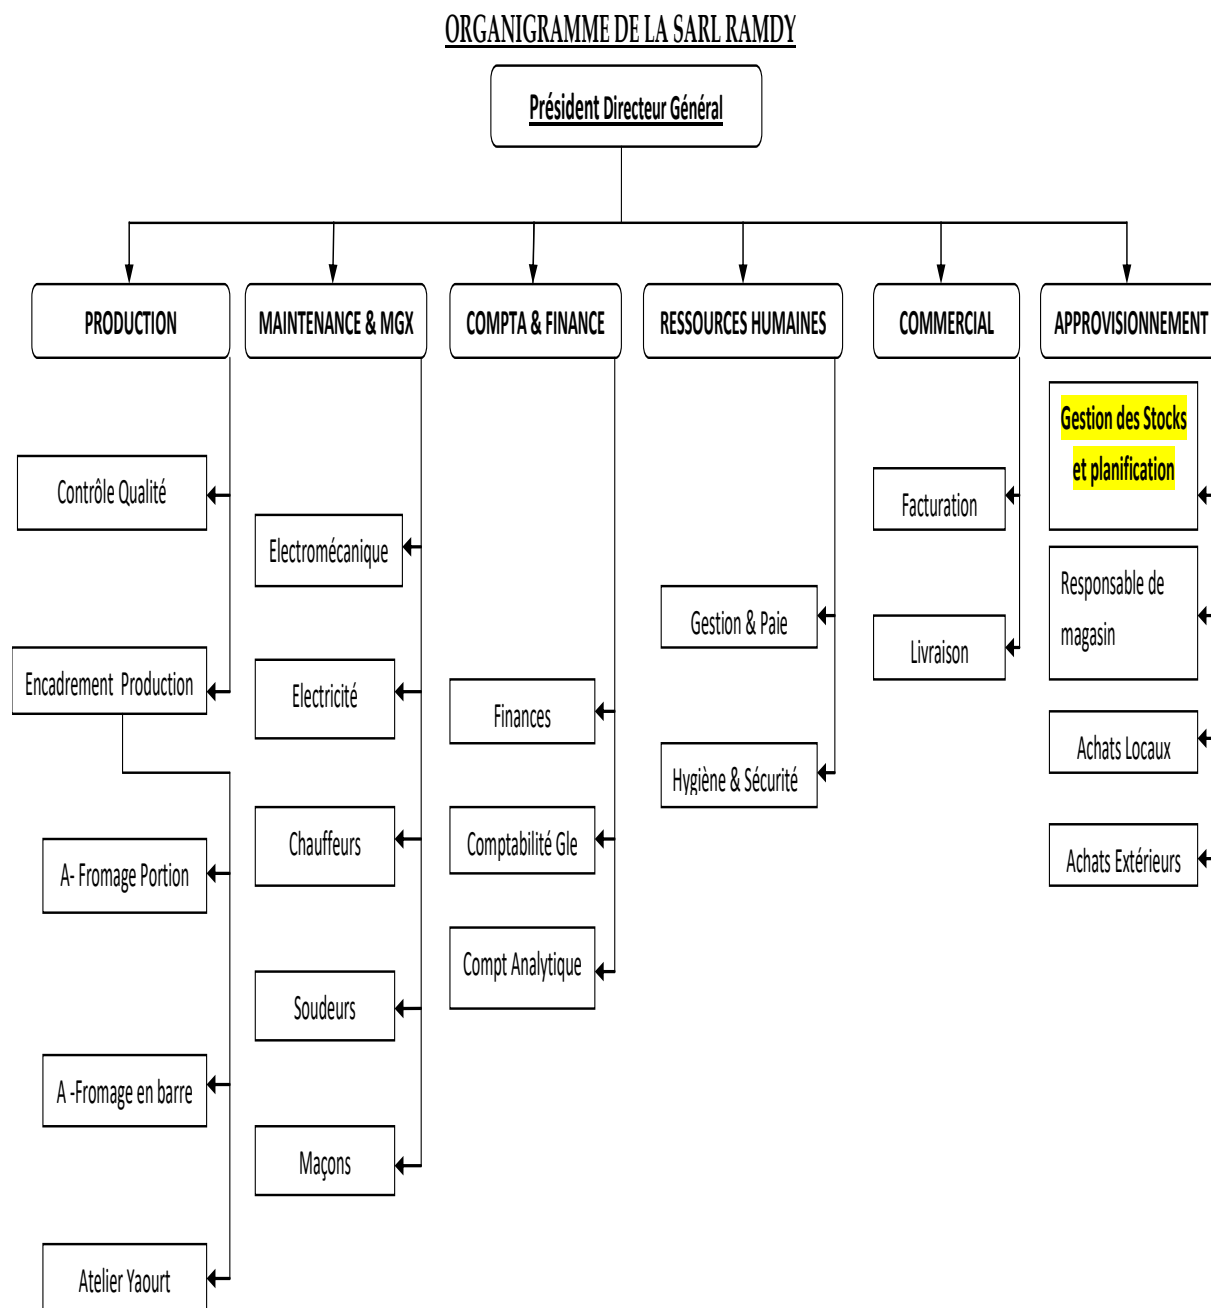 ORGANIGRAMME DE LA SARL RAMDY
Président Directeur Général
PRODUCTION
MAINTENANCE & MGX
COMPTA & FINANCE
RESSOURCES HUMAINES
COMMERCIAL
APPROVISIONNEMENT
Contrôle Qualité
Encadrement Production
A- Fromage Portion
A -Fromage en barre
Atelier Yaourt
Electromécanique
Electricité
Chauffeurs
Soudeurs
Maçons
Finances
Comptabilité Gle
Compt Analytique
Gestion & Paie
Hygiène & Sécurité
Facturation
Livraison
Gestion des Stocks
et planification
Responsable de
magasin
Achats Locaux
Achats Extérieurs